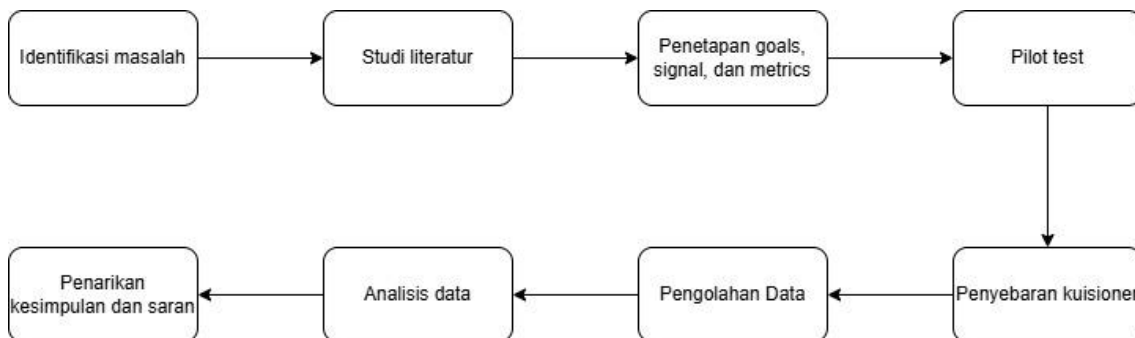 Identifikasi masalah
Studi literatur
Penetapan goals,
signal, dan metrics
Pilot test
Penyebaran kuisioner
Pengolahan Data
Analisis data
Penarikan
kesimpulan dan saran